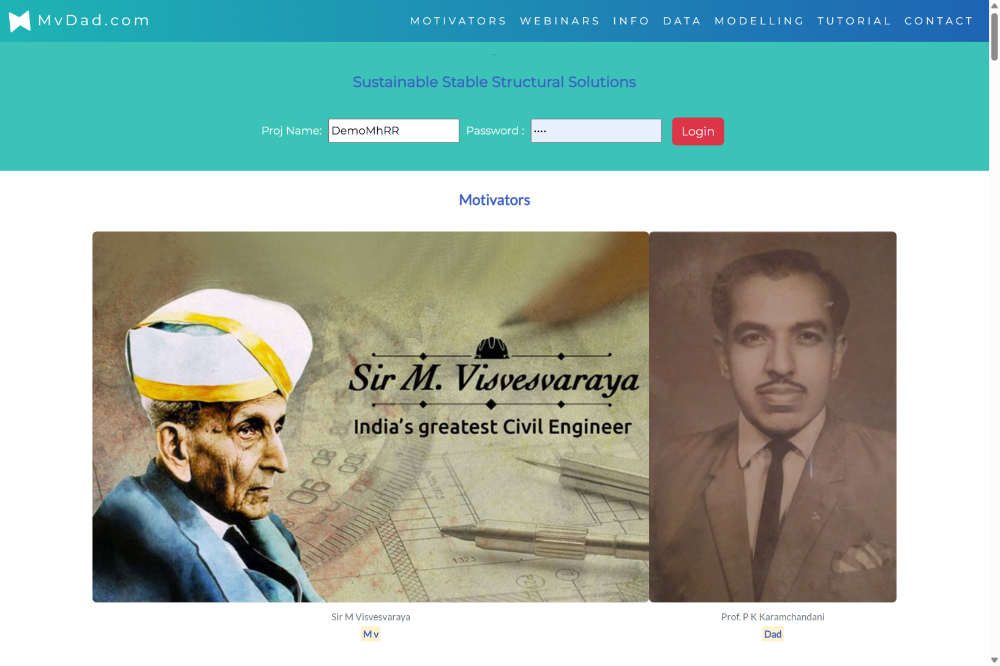 MvDad.com
MOTIVATORS WEBINARS INFO DATA MODELLING TUTORIAL CONTACT
..
Sustainable Stable Structural Solutions
Proj Name: DemoMhRR Password : •••• Login
Motivators
Sir M. Visvesvaraya
India's greatest Civil Engineer
1323
Sir M Visvesvaraya
Prof. P K Karamchandani
M v
Dad